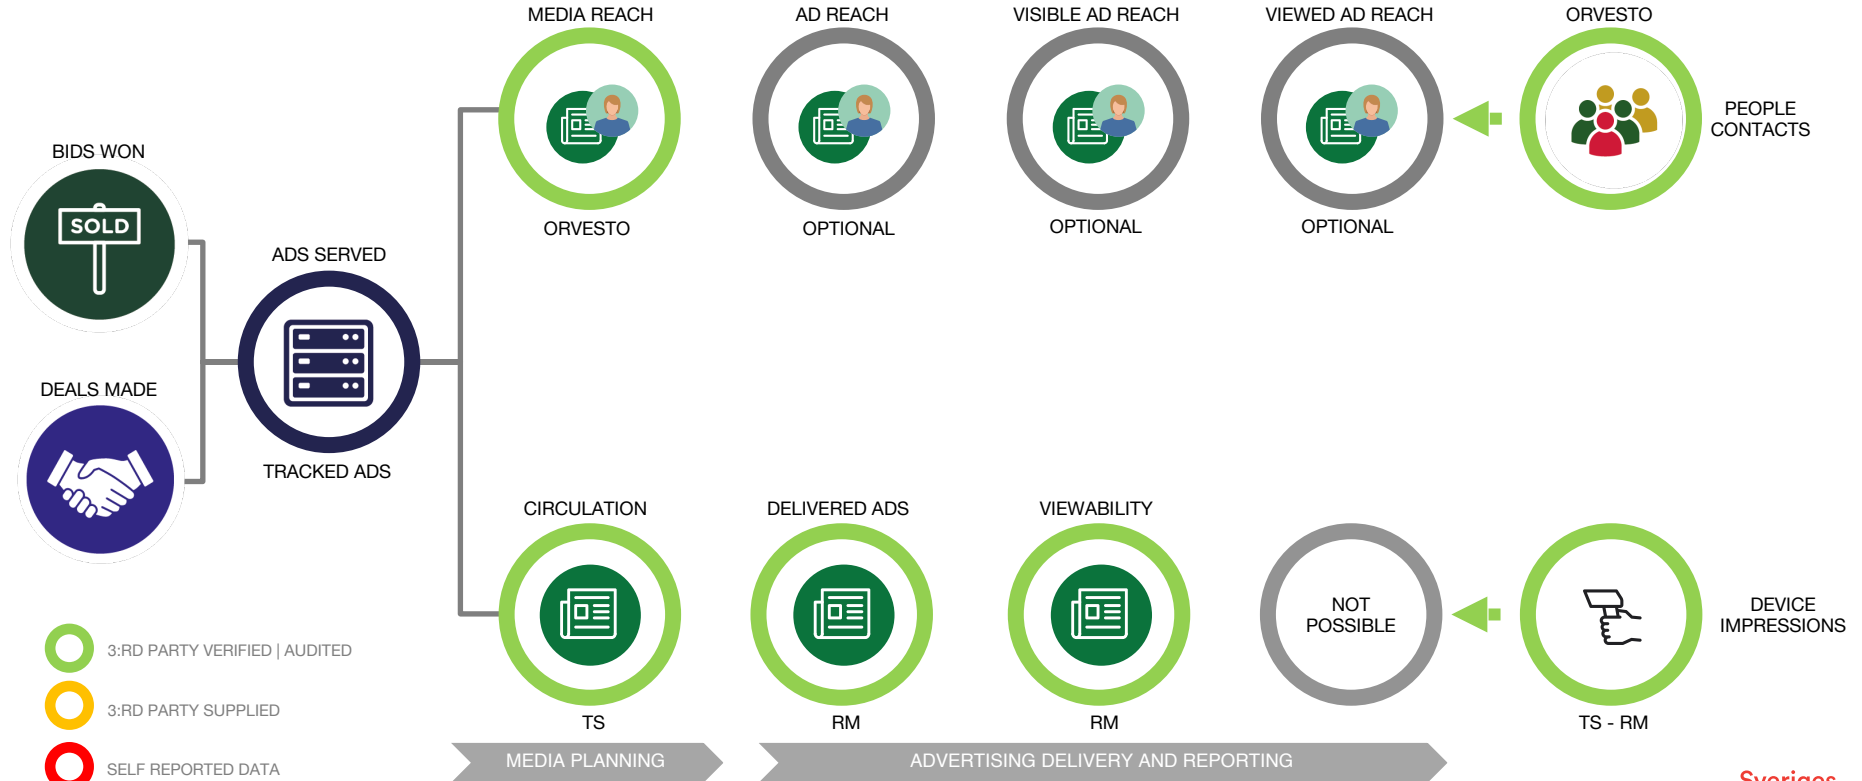 MEDIA REACH
AD REACH
VISIBLE AD REACH
VIEWED AD REACH
ORVESTO
PEOPLE
CONTACTS
BIDS WON
SOLD
ORVESTO
OPTIONAL
OPTIONAL
OPTIONAL
ADS SERVED
DEALS MADE
TRACKED ADS
CIRCULATION
DELIVERED ADS
VIEWABILITY
NOT
POSSIBLE
DEVICE
IMPRESSIONS
3:RD PARTY VERIFIED | AUDITED
3:RD PARTY SUPPLIED
SELF REPORTED DATA
TS
RM
RM
TS - RM
MEDIA PLANNING
ADVERTISING DELIVERY AND REPORTING
Sveriges